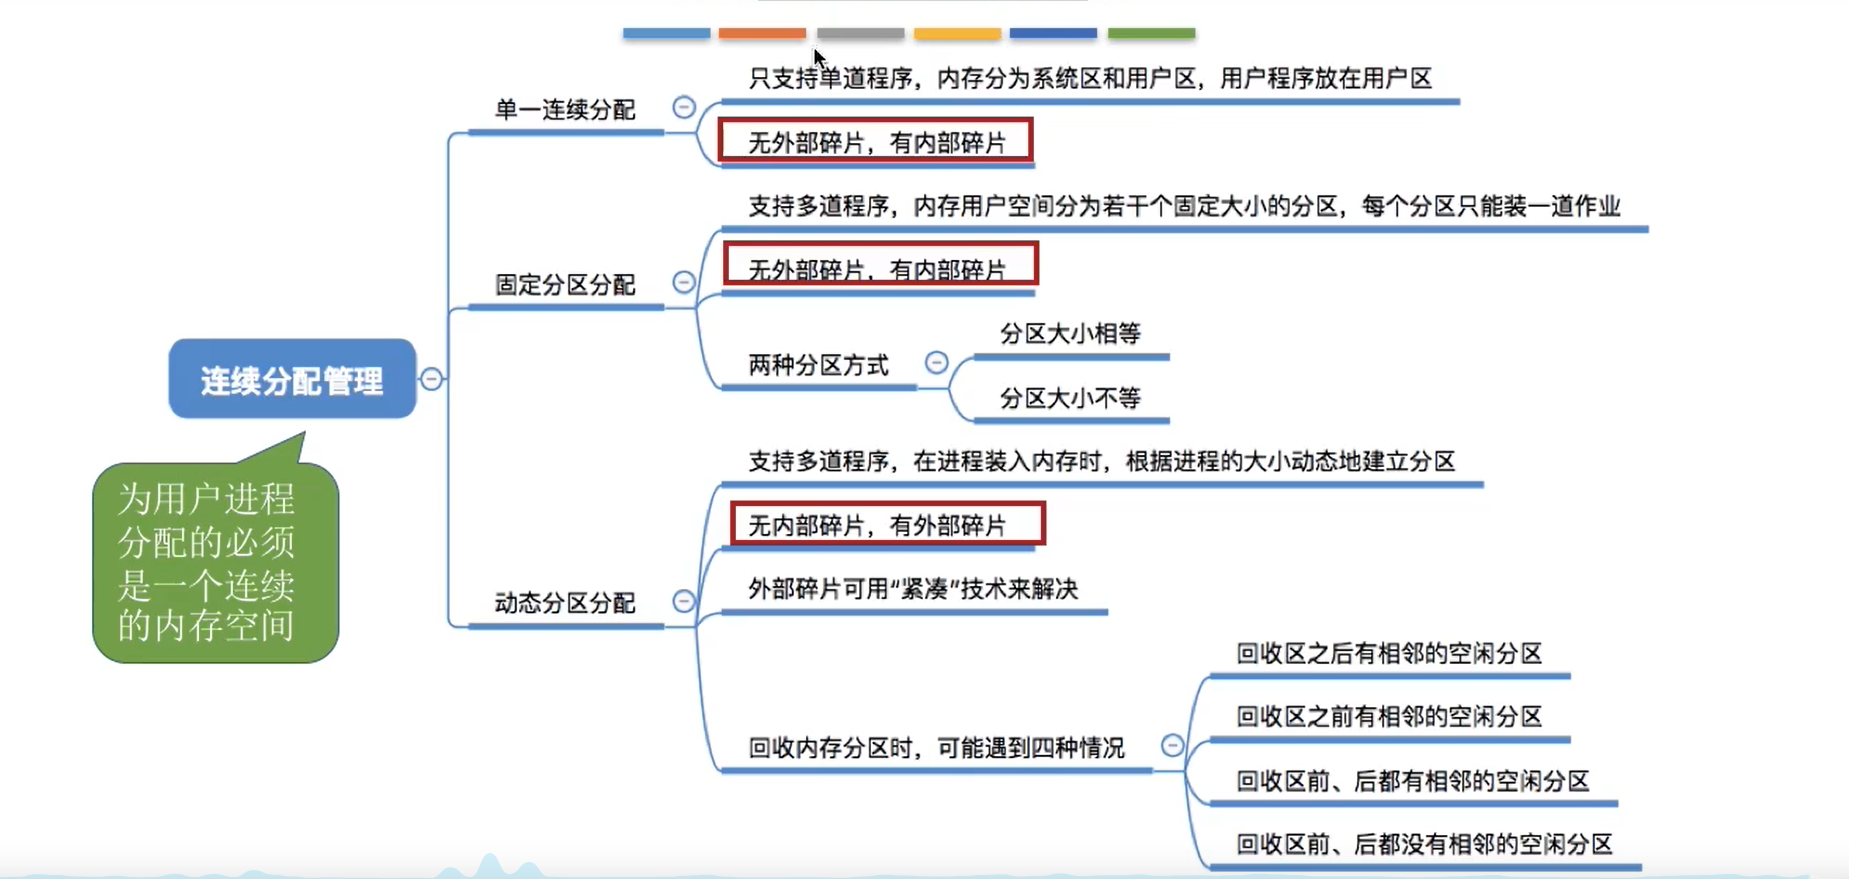 只支持单道程序，内存分为系统区和用户区，用户程序放在用户区
单一连续分配
无外部碎片，有内部碎片
支持多道程序，内存用户空间分为若干个固定大小的分区，每个分区只能装一道作业
无外部碎片，有内部碎片
固定分区分配
分区大小相等
两种分区方式
分区大小不等
连续分配管理
为用户进程
分配的必须
是一个连续
的内存空间
支持多道程序，在进程装入内存时，根据进程的大小动态地建立分区
无内部碎片，有外部碎片
外部碎片可用“紧凑”技术来解决
动态分区分配
回收区之后有相邻的空闲分区
回收区之前有相邻的空闲分区
回收内存分区时，可能遇到四种情况
回收区前、后都有相邻的空闲分区
回收区前、后都没有相邻的空闲分区